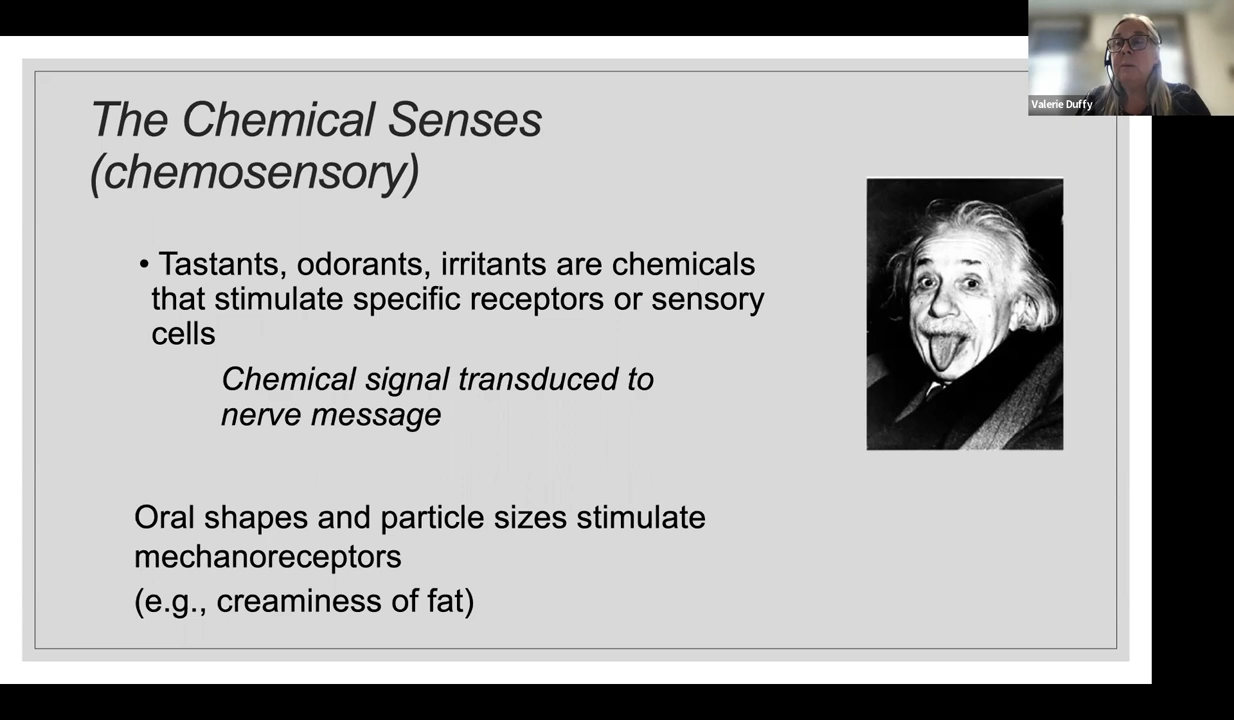 The Chemical Senses
(chemosensory)
• Tastants, odorants, irritants are chemicals
that stimulate specific receptors or sensory
cells
Chemical signal transduced to
nerve message
Oral shapes and particle sizes stimulate
mechanoreceptors
(e.g., creaminess of fat)
Valerie Duffy